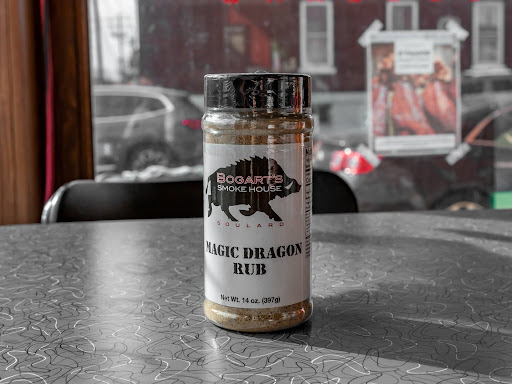 BOGART'S
SMOKE HOUSE
SOULARD
MAGIC DRAGON
RUB
Net Wt. 14 oz. (397g)